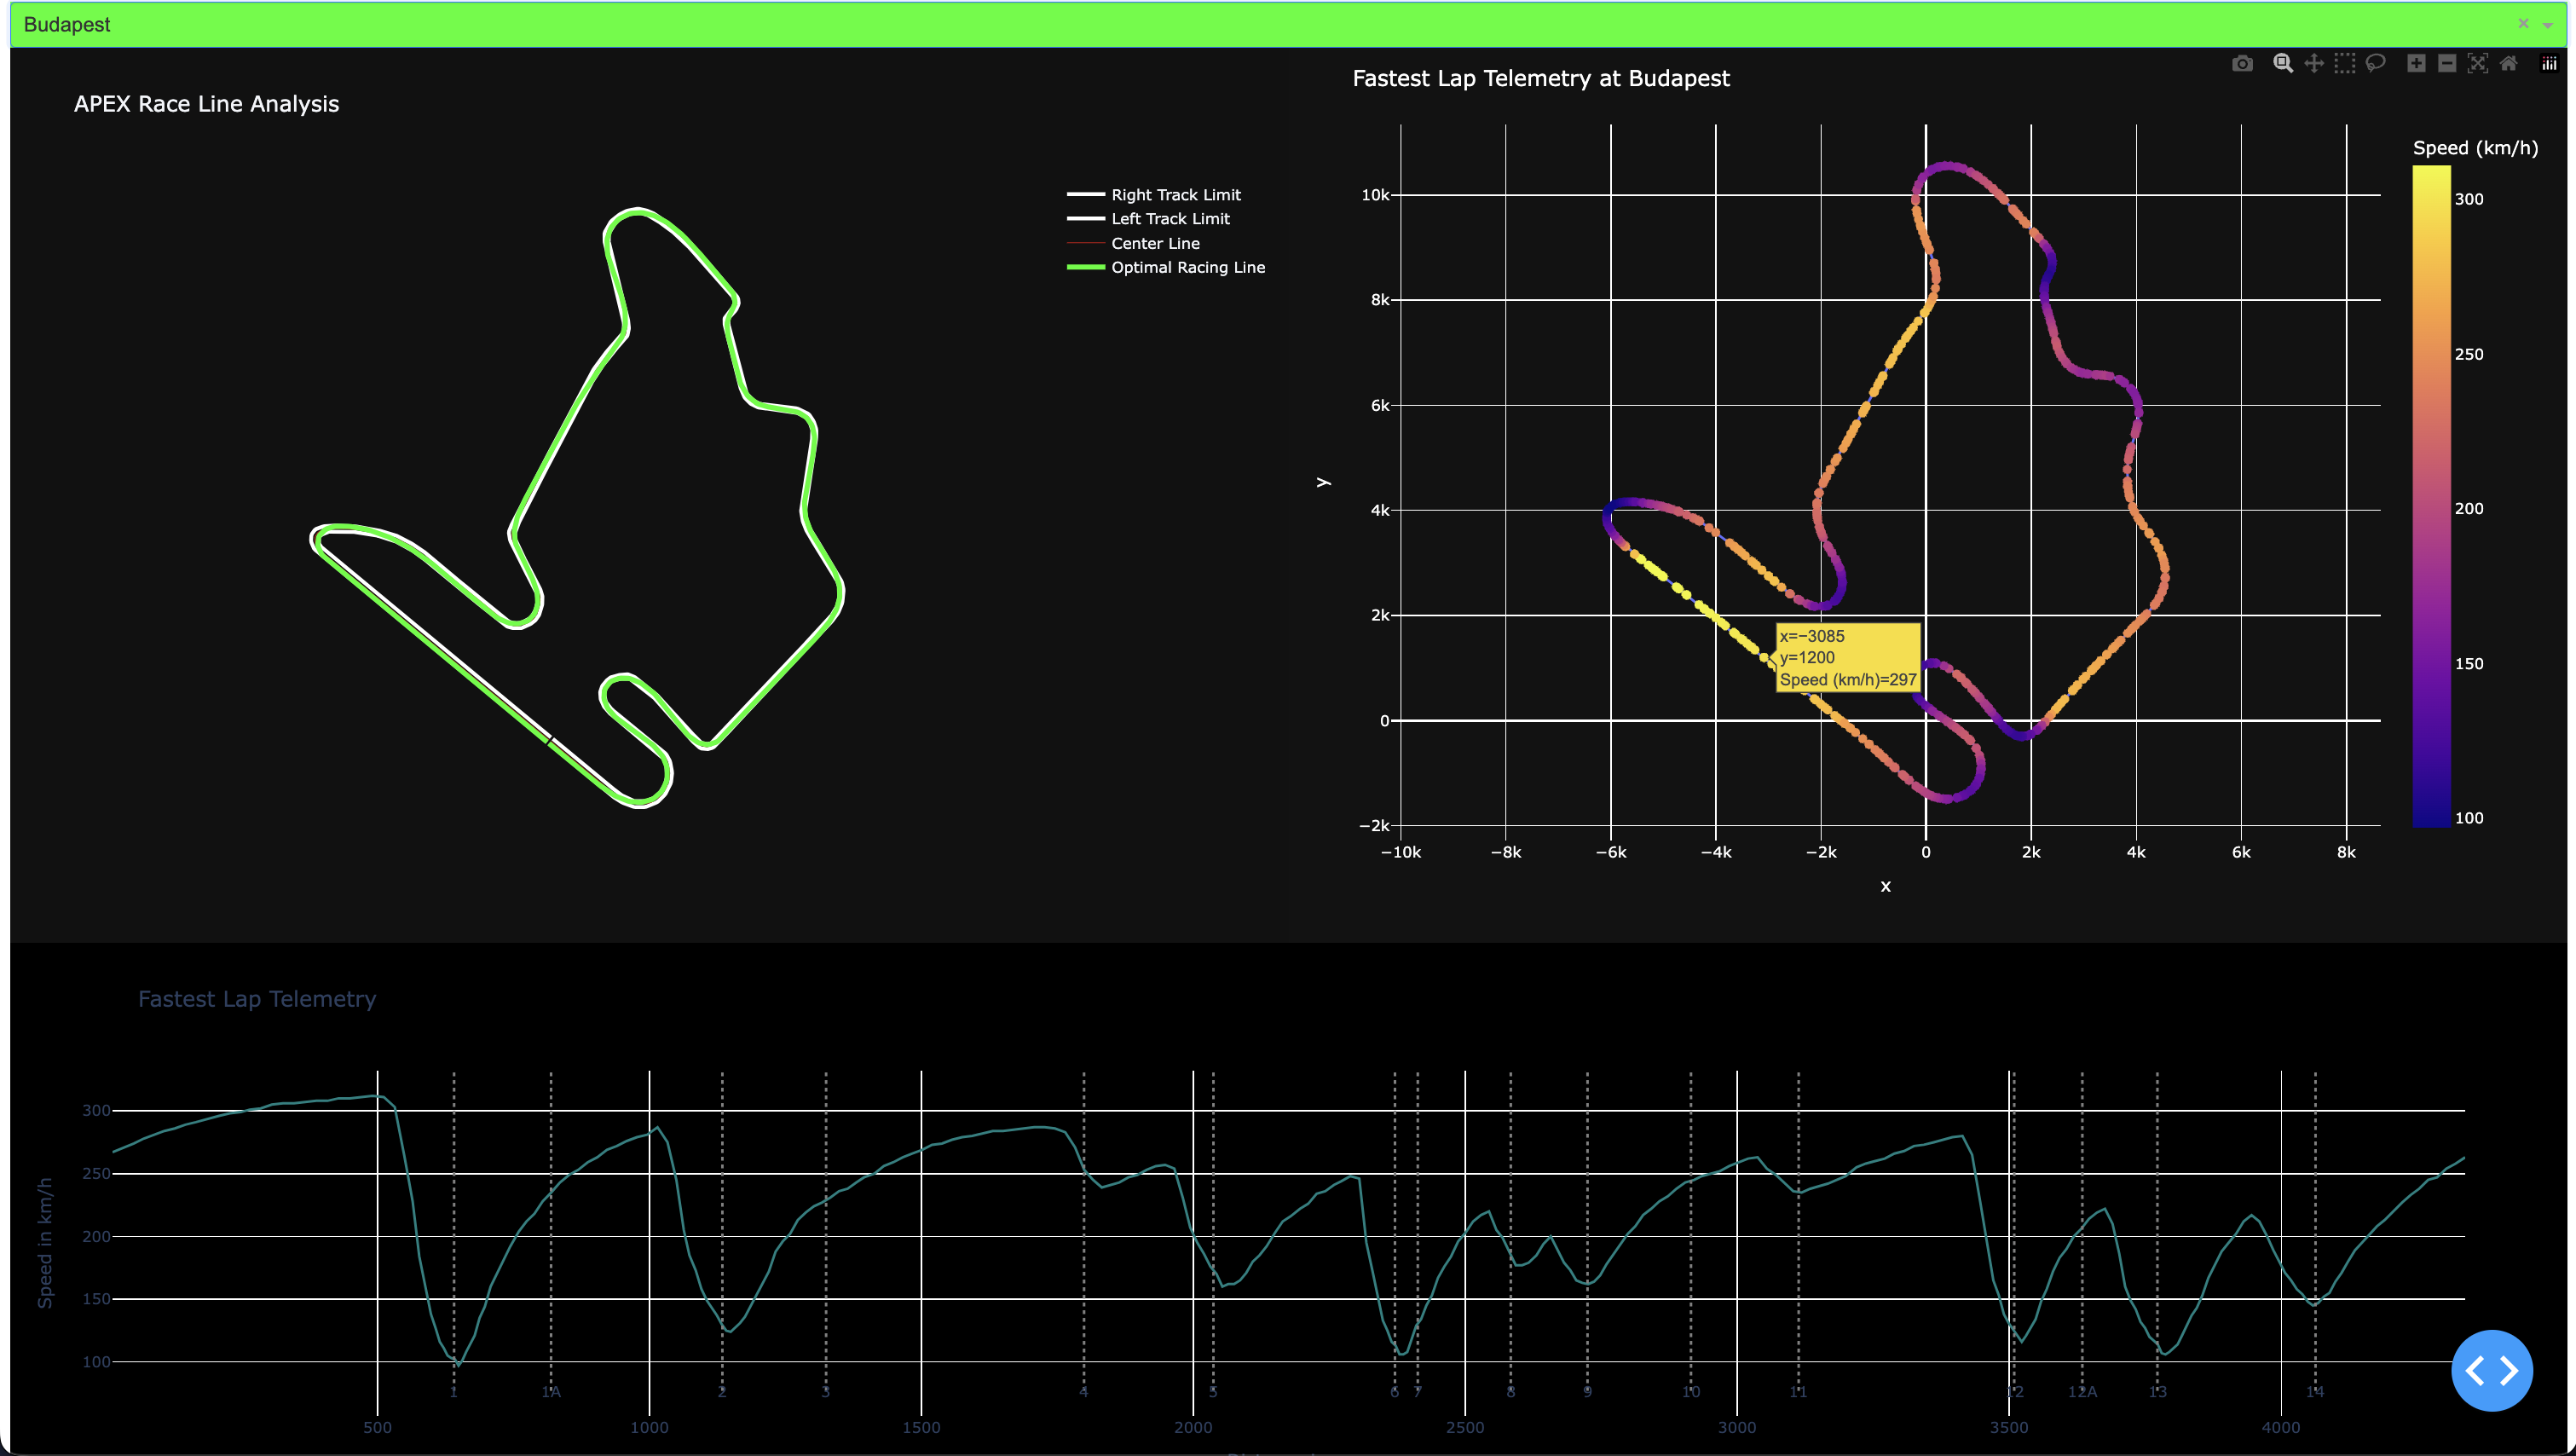 Budapest
APEX Race Line Analysis
Right Track Limit
Left Track Limit
Center Line
Optimal Racing Line
Fastest Lap Telemetry at Budapest
10k
8k
6k
4k
2k
0
−2k
y
−10k −8k −6k −4k −2k 0 2k 4k 6k 8k
x
x=−3085
y=1200
Speed (km/h)=297
Speed (km/h)
300
250
200
150
100
Fastest Lap Telemetry
Speed in km/h
300
250
200
150
100
1 1A 2 3 4 5 6 7 8 9 10 11 12 12A 13 14
500 1000 1500 2000 2500 3000 3500 4000